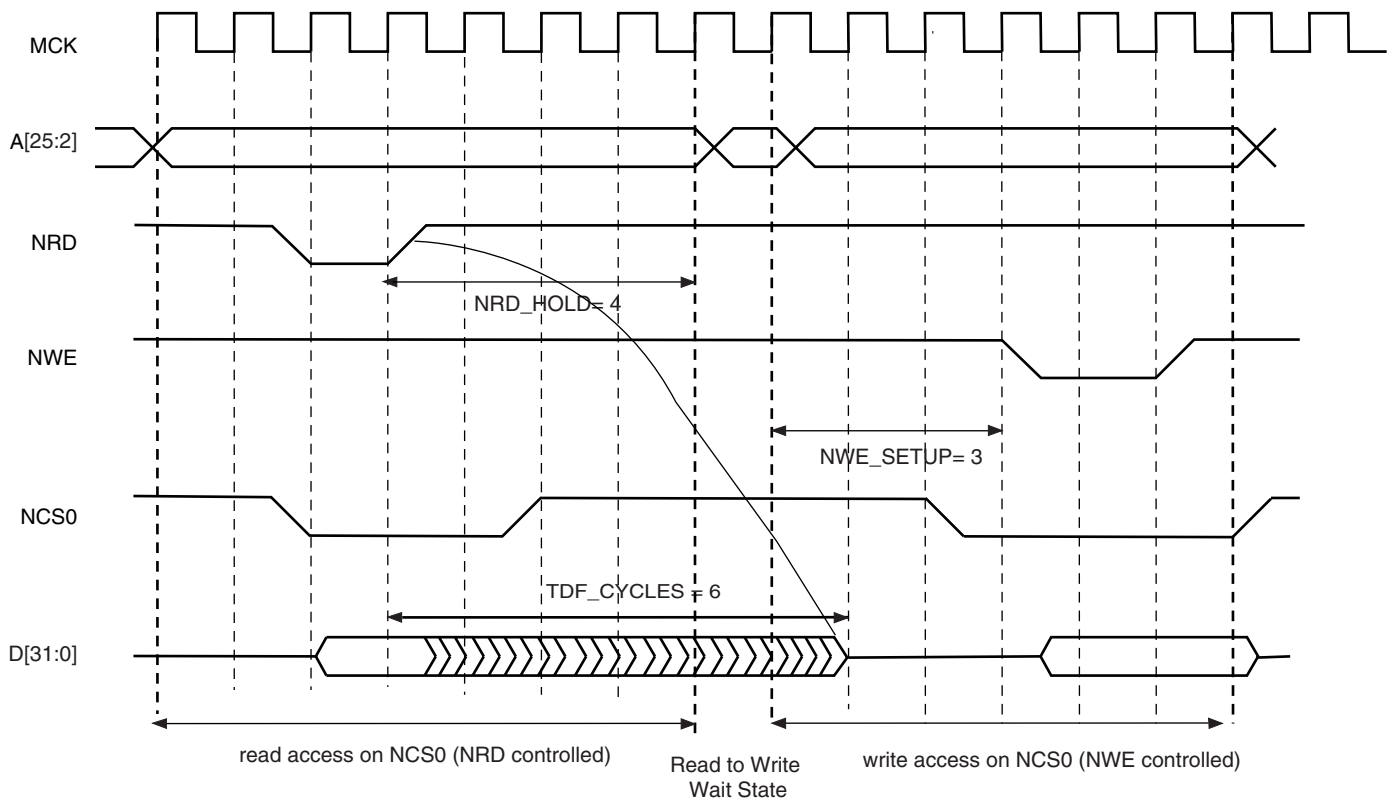 MCK
A[25:2]
NRD
NRD_HOLD= 4
NWE
NWE_SETUP= 3
NCS0
TDF_CYCLES = 6
D[31:0]
read access on NCS0 (NRD controlled)
Read to Write
Wait State
write access on NCS0 (NWE controlled)